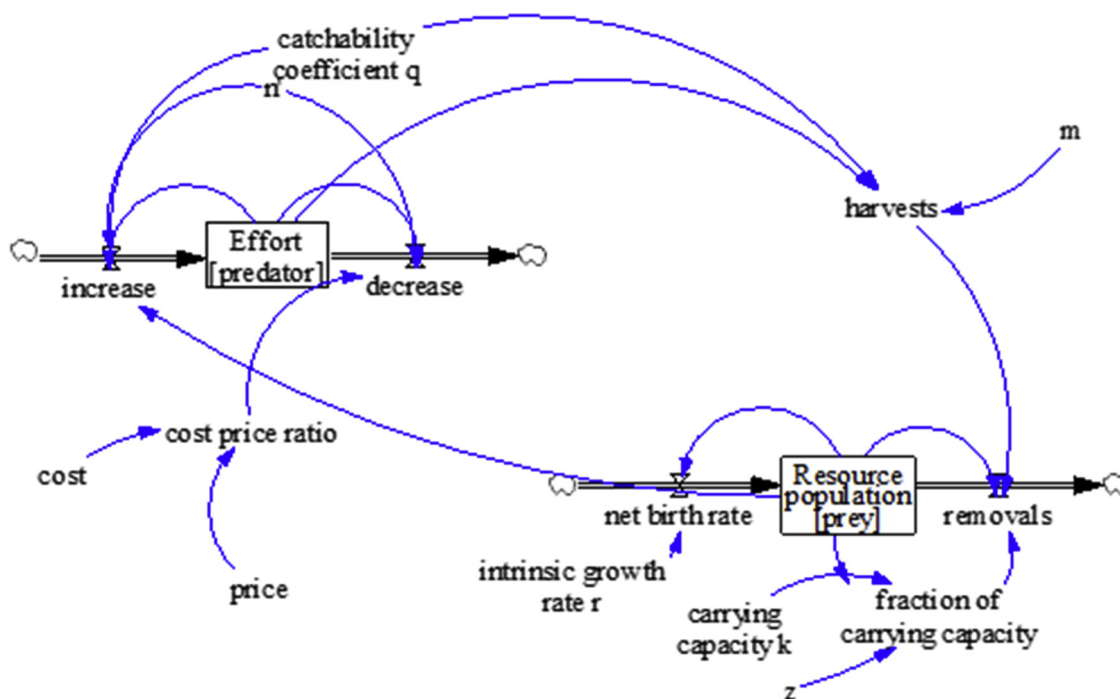 catchability
coefficient q
n
m
harvests
Effort
[predator]
increase
decrease
cost price ratio
cost
price
Resource
population
[prey]
net birth rate
removals
intrinsic growth
rate r
carrying
capacity k
fraction of
carrying capacity
z